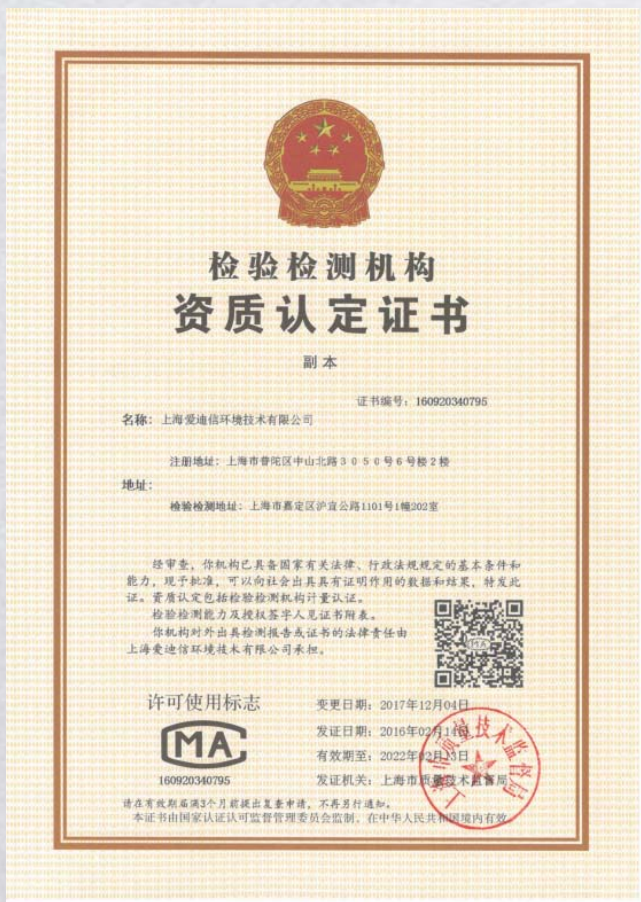 检验检测机构
资质认定证书
副本
证书编号：160920340795
名称：上海爱迪信环境技术有限公司
注册地址：上海市普陀区中山北路3050号6号楼2楼
地址：
检验检测地址：上海市嘉定区沪宜公路1101号1幢202室
经审查，你机构已具备国家有关法律、行政法规规定的基本条件和
能力，现予批准，可以向社会出具具有证明作用的数据和结果，特发此
证。资质认定包括检验检测机构计量认证。
检验检测能力及授权签字人见证书附表。
你机构对外出具检测报告或证书的法律责任由
上海爱迪信环境技术有限公司承担。
许可使用标志
MA
160920340795
变更日期：2017年12月04日
发证日期：2016年02月14日
有效期至：2022年02月13日
发证机关：上海市质量技术监督局
上海市质量技术监督局
请在有效期届满3个月前提出复查申请，不再另行通知。
本证书由国家认证认可监督管理委员会监制，在中华人民共和国境内有效。